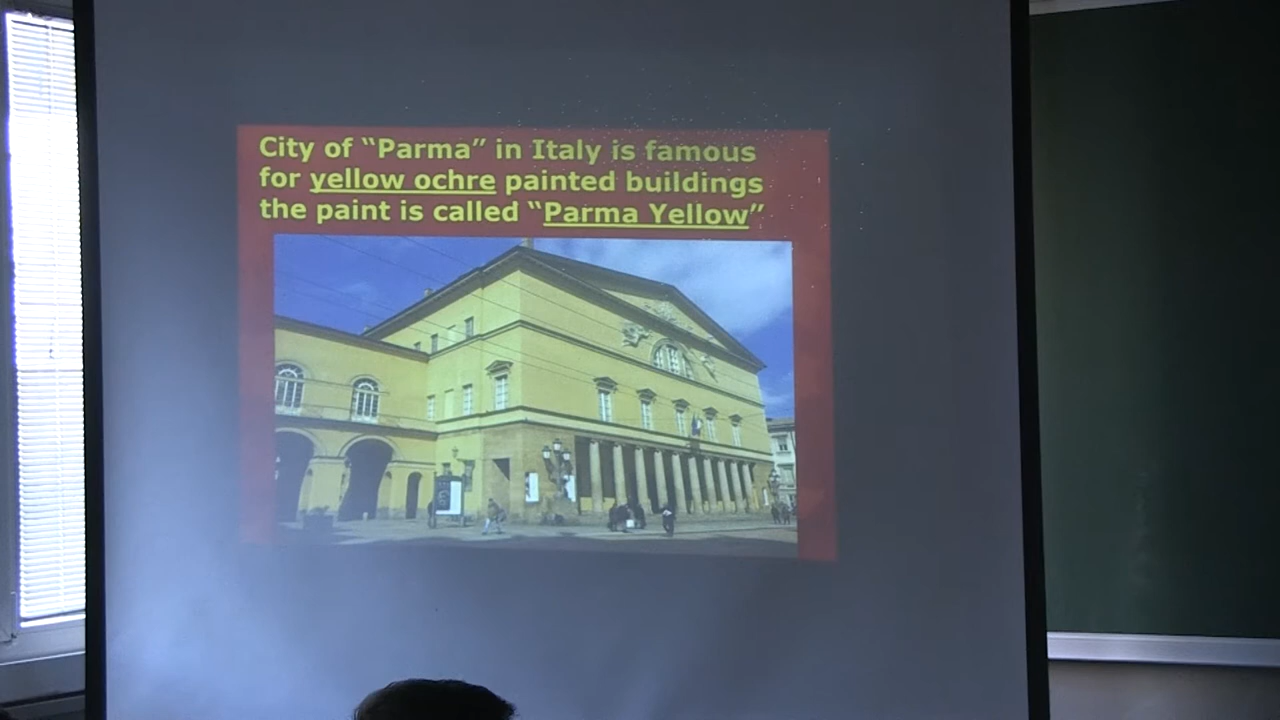 City of “Parma” in Italy is famous
for yellow ochre painted buildings
the paint is called “Parma Yellow”